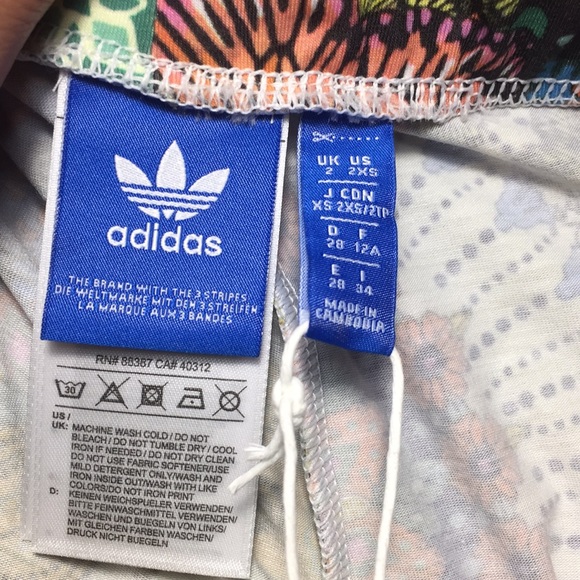 adidas
THE BRAND WITH THE 3 STRIPES
DIE WELTMARKE MIT DEN 3 STREIFEN
LA MARQUE AUX 3 BANDES
RN# 88387 CA# 40312
30
US /
UK: MACHINE WASH COLD / DO NOT
BLEACH / DO NOT TUMBLE DRY / COOL
IRON IF NEEDED / DO NOT DRY CLEAN
DO NOT USE FABRIC SOFTENER/USE
MILD DETERGENT ONLY/WASH AND
IRON INSIDE OUT/WASH WITH LIKE
COLORS/DO NOT IRON PRINT
D: KEINEN WEICHSPÜLER VERWENDEN/
BITTE FEINWASCHMITTEL VERWENDEN/
WASCHEN UND BUEGELN VON LINKS/
MIT GLEICHEN FARBEN WASCHEN/
DRUCK NICHT BUEGELN
UK US
2 2XS
J CDN
XS 2XS/2TP
D F
28 12A
E I
28 34
MADE IN
CAMBODIA